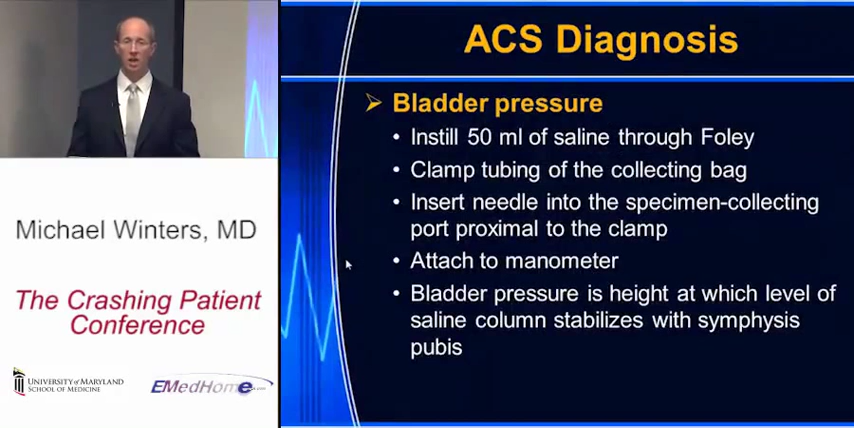 ACS Diagnosis
Bladder pressure
Instill 50 ml of saline through Foley
Clamp tubing of the collecting bag
Insert needle into the specimen-collecting
port proximal to the clamp
Attach to manometer
Bladder pressure is height at which level of
saline column stabilizes with symphysis
pubis
Michael Winters, MD
The Crashing Patient
Conference
UNIVERSITY of MARYLAND
SCHOOL OF MEDICINE
EMedHome.com